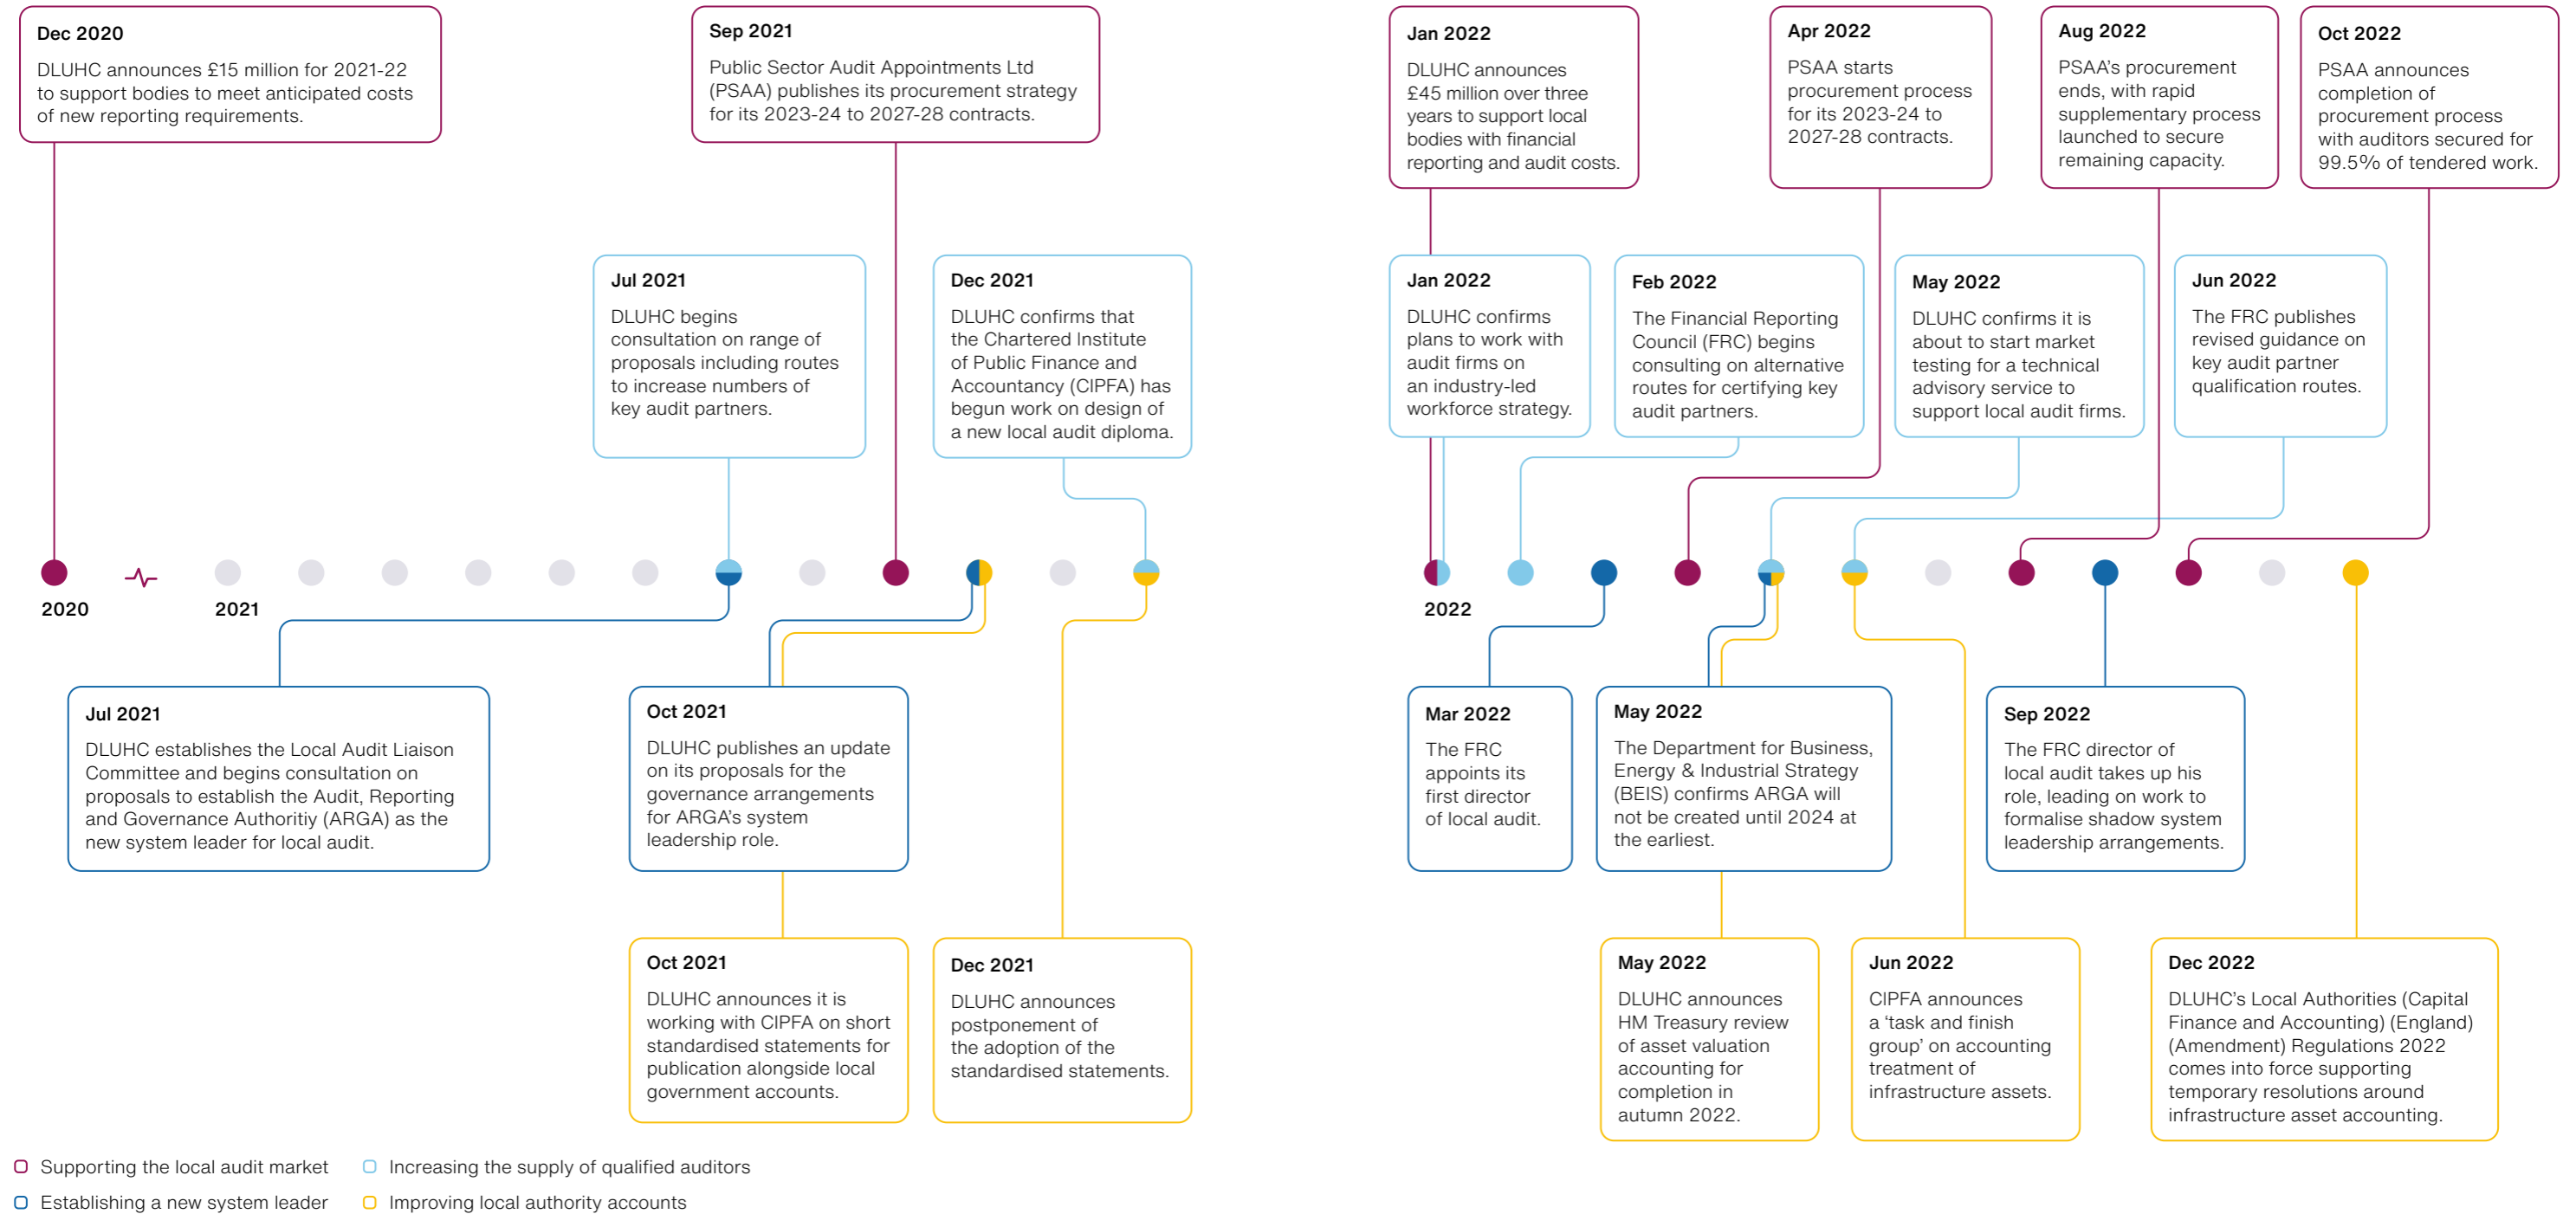 Dec 2020
DLUHC announces £15 million for 2021-22
to support bodies to meet anticipated costs
of new reporting requirements.
Sep 2021
Public Sector Audit Appointments Ltd
(PSAA) publishes its procurement strategy
for its 2023-24 to 2027-28 contracts.
Jan 2022
DLUHC announces
£45 million over three
years to support local
bodies with financial
reporting and audit costs.
Apr 2022
PSAA starts
procurement process
for its 2023-24 to
2027-28 contracts.
Aug 2022
PSAA's procurement
ends, with rapid
supplementary process
launched to secure
remaining capacity.
Oct 2022
PSAA announces
completion of
procurement process
with auditors secured for
99.5% of tendered work.
Jul 2021
DLUHC begins
consultation on range of
proposals including routes
to increase numbers of
key audit partners.
Dec 2021
DLUHC confirms that
the Chartered Institute
of Public Finance and
Accountancy (CIPFA) has
begun work on design of
a new local audit diploma.
Jan 2022
DLUHC confirms
plans to work with
audit firms on
an industry-led
workforce strategy.
Feb 2022
The Financial Reporting
Council (FRC) begins
consulting on alternative
routes for certifying key
audit partners.
May 2022
DLUHC confirms it is
about to start market
testing for a technical
advisory service to
support local audit firms.
Jun 2022
The FRC publishes
revised guidance on
key audit partner
qualification routes.
2020
2021
2022
Jul 2021
DLUHC establishes the Local Audit Liaison
Committee and begins consultation on
proposals to establish the Audit, Reporting
and Governance Authoritiy (ARGA) as the
new system leader for local audit.
Oct 2021
DLUHC publishes an update
on its proposals for the
governance arrangements
for ARGA's system
leadership role.
Mar 2022
The FRC
appoints its
first director
of local audit.
May 2022
The Department for Business,
Energy & Industrial Strategy
(BEIS) confirms ARGA will
not be created until 2024 at
the earliest.
Sep 2022
The FRC director of
local audit takes up his
role, leading on work to
formalise shadow system
leadership arrangements.
Oct 2021
DLUHC announces it is
working with CIPFA on short
standardised statements for
publication alongside local
government accounts.
Dec 2021
DLUHC announces
postponement of
the adoption of the
standardised statements.
May 2022
DLUHC announces
HM Treasury review
of asset valuation
accounting for
completion in
autumn 2022.
Jun 2022
CIPFA announces
a 'task and finish
group' on accounting
treatment of
infrastructure assets.
Dec 2022
DLUHC's Local Authorities (Capital
Finance and Accounting) (England)
(Amendment) Regulations 2022
comes into force supporting
temporary resolutions around
infrastructure asset accounting.
Supporting the local audit market
Increasing the supply of qualified auditors
Establishing a new system leader
Improving local authority accounts